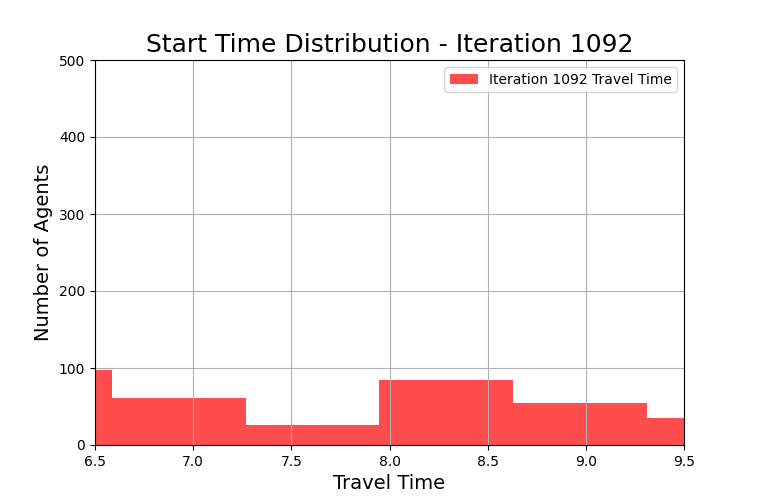 Start Time Distribution - Iteration 1092
500
400
300
200
100
0
Number of Agents
Iteration 1092 Travel Time
6.5 7.0 7.5 8.0 8.5 9.0 9.5
Travel Time